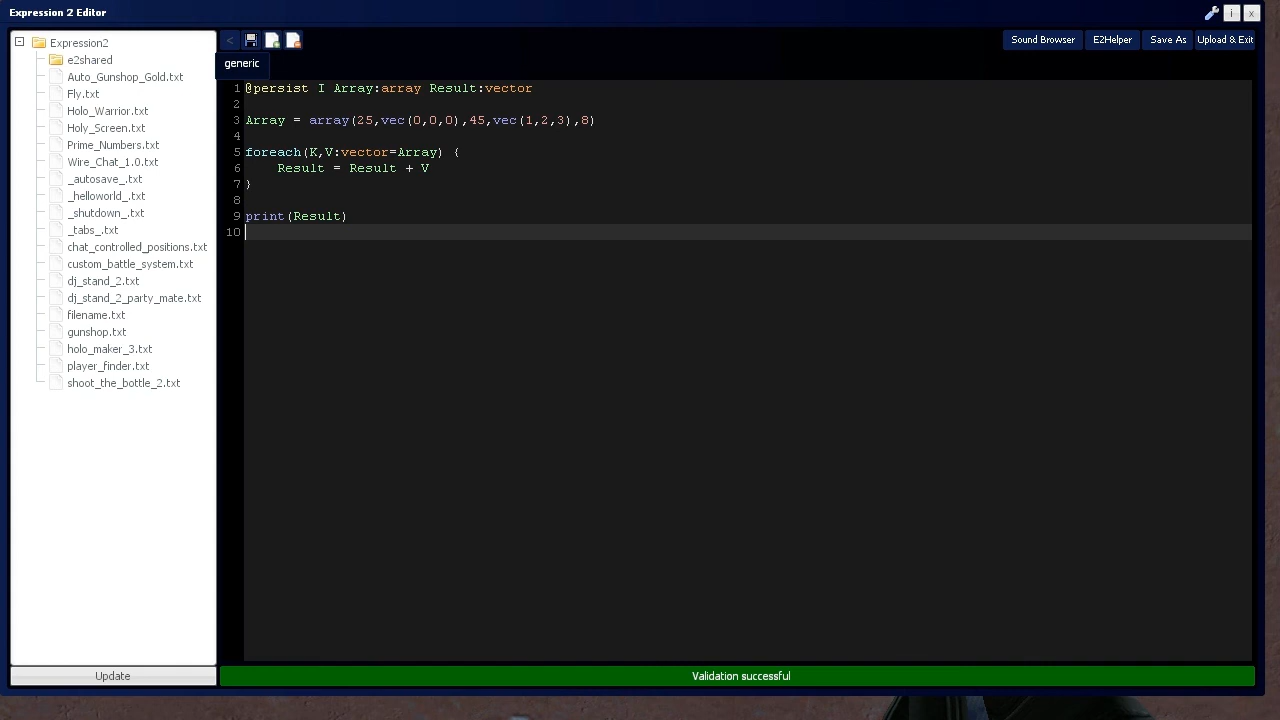 Expression 2 Editor
i x
Expression2
e2shared
Auto_Gunshop_Gold.txt
Fly.txt
Holo_Warrior.txt
Holy_Screen.txt
Prime_Numbers.txt
Wire_Chat_1.0.txt
_autosave_.txt
_helloworld_.txt
_shutdown_.txt
_tabs_.txt
chat_controlled_positions.txt
custom_battle_system.txt
dj_stand_2.txt
dj_stand_2_party_mate.txt
filename.txt
gunshop.txt
holo_maker_3.txt
player_finder.txt
shoot_the_bottle_2.txt
Update
< Sound Browser E2Helper Save As Upload & Exit
generic
1 @persist I Array:array Result:vector
2
3 Array = array(25,vec(0,0,0),45,vec(1,2,3),8)
4
5 foreach(K,V:vector=Array) {
6     Result = Result + V
7 }
8
9 print(Result)
10
Validation successful